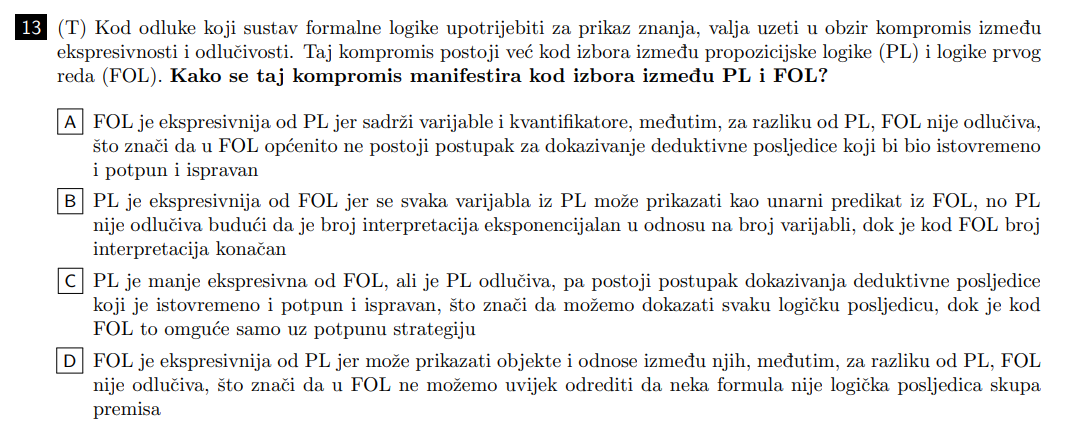 13 (T) Kod odluke koji sustav formalne logike upotrijebiti za prikaz znanja, valja uzeti u obzir kompromis između
ekspresivnosti i odlučivosti. Taj kompromis postoji već kod izbora između propozicijske logike (PL) i logike prvog
reda (FOL). Kako se taj kompromis manifestira kod izbora između PL i FOL?
A FOL je ekspresivnija od PL jer sadrži varijable i kvantifikatore, međutim, za razliku od PL, FOL nije odlučiva,
što znači da u FOL općenito ne postoji postupak za dokazivanje deduktivne posljedice koji bi bio istovremeno
i potpun i ispravan
B PL je ekspresivnija od FOL jer se svaka varijabla iz PL može prikazati kao unarni predikat iz FOL, no PL
nije odlučiva budući da je broj interpretacija eksponencijalan u odnosu na broj varijabli, dok je kod FOL broj
interpretacija konačan
C PL je manje ekspresivna od FOL, ali je PL odlučiva, pa postoji postupak dokazivanja deduktivne posljedice
koji je istovremeno i potpun i ispravan, što znači da možemo dokazati svaku logičku posljedicu, dok je kod
FOL to omguće samo uz potpunu strategiju
D FOL je ekspresivnija od PL jer može prikazati objekte i odnose između njih, međutim, za razliku od PL, FOL
nije odlučiva, što znači da u FOL ne možemo uvijek odrediti da neka formula nije logička posljedica skupa
premisa